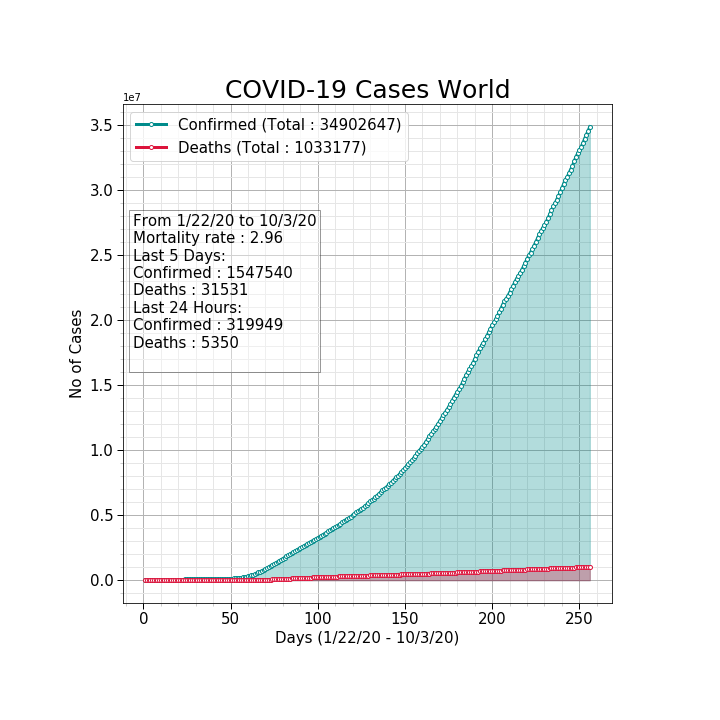 COVID-19 Cases World
1e7
Confirmed (Total : 34902647)
Deaths (Total : 1033177)
From 1/22/20 to 10/3/20
Mortality rate : 2.96
Last 5 Days:
Confirmed : 1547540
Deaths : 31531
Last 24 Hours:
Confirmed : 319949
Deaths : 5350
No of Cases
3.5
3.0
2.5
2.0
1.5
1.0
0.5
0.0
0 50 100 150 200 250
Days (1/22/20 - 10/3/20)